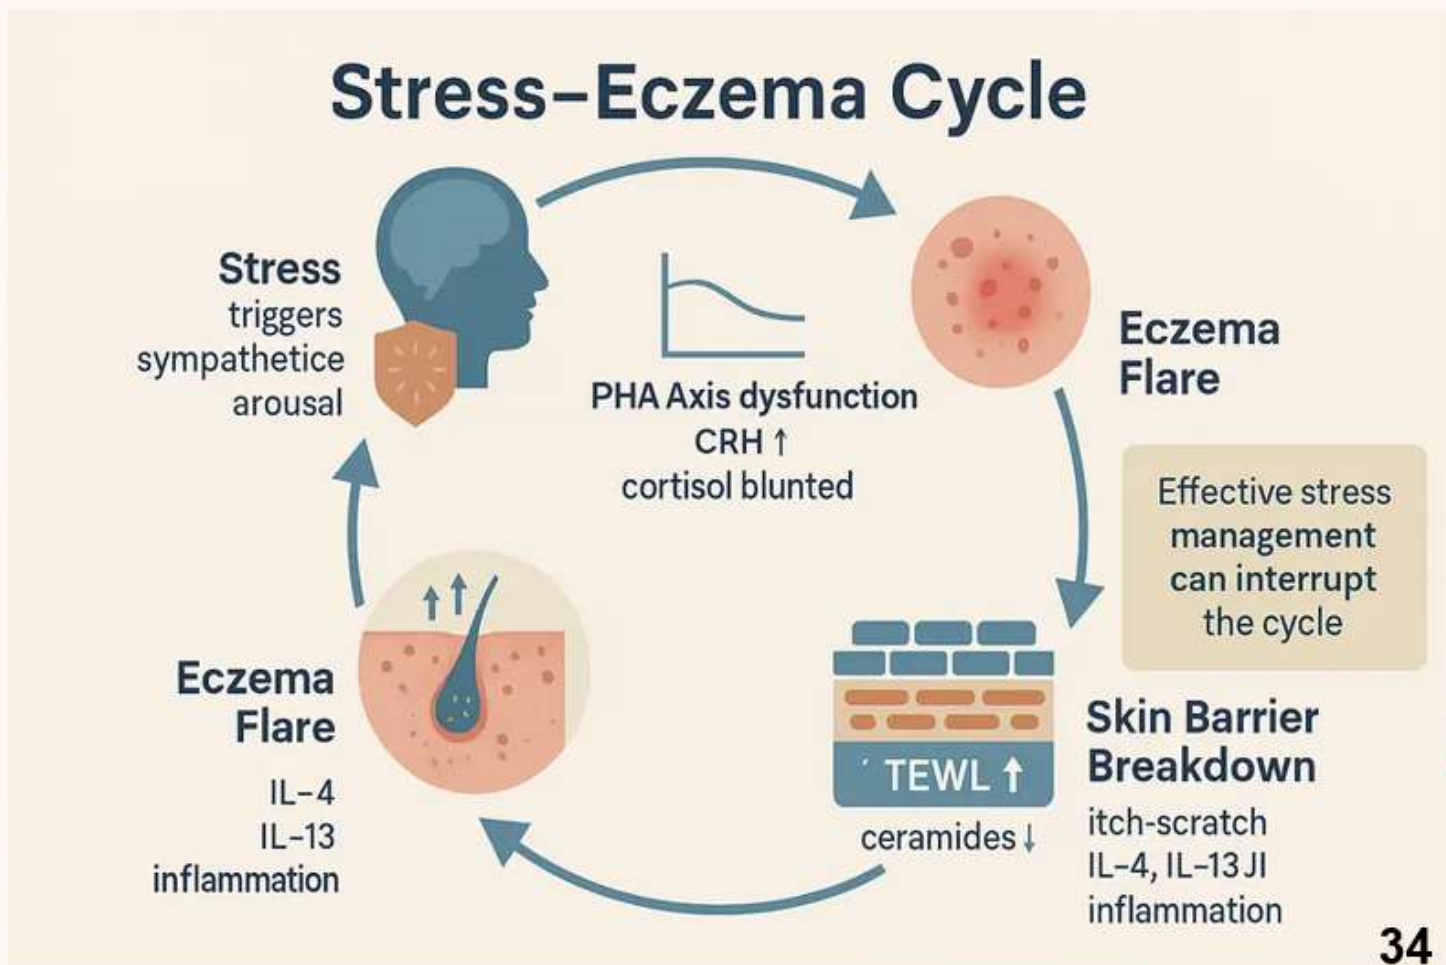 Stress–Eczema Cycle
Stress
triggers
sympathetice
arousal
PHA Axis dysfunction
CRH ↑
cortisol blunted
Eczema
Flare
Effective stress
management
can interrupt
the cycle
TEWL ↑
ceramides ↓
Skin Barrier
Breakdown
itch-scratch
IL-4, IL-13 JI
inflammation
Eczema
Flare
IL-4
IL-13
inflammation
34